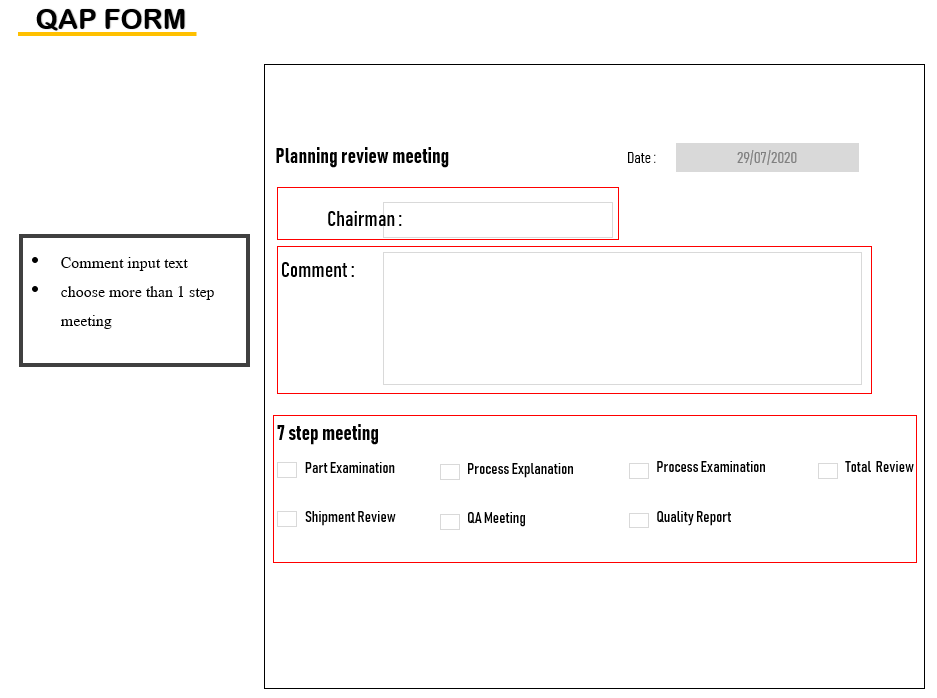 QAP FORM
Planning review meeting
Date :
29/07/2020
Chairman :
Comment :
• Comment input text
• choose more than 1 step
meeting
7 step meeting
Part Examination
Process Explanation
Process Examination
Total Review
Shipment Review
QA Meeting
Quality Report